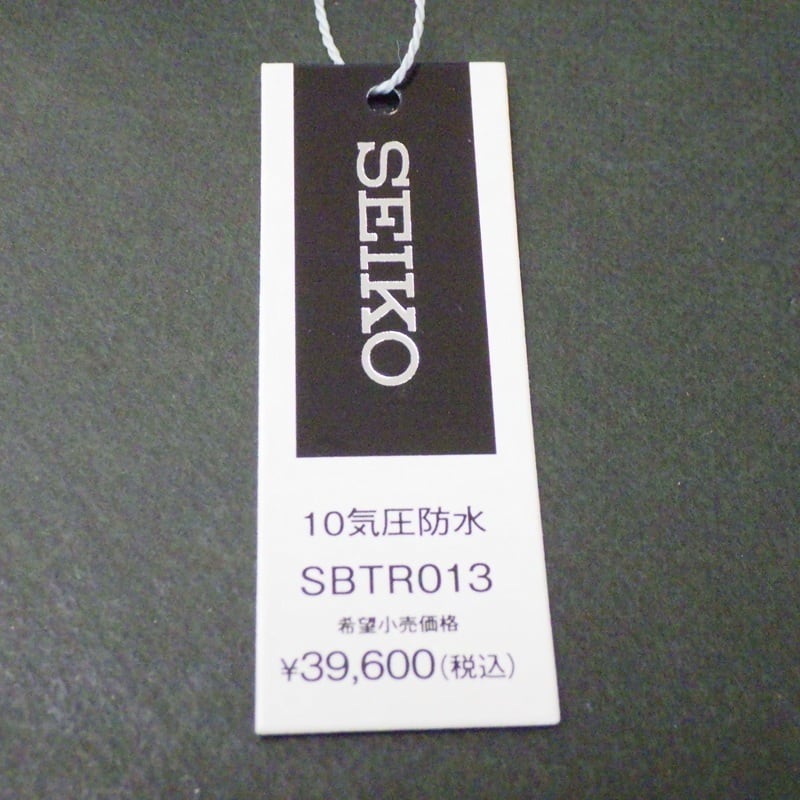 SEIKO
10気圧防水
SBTR013
希望小売価格
¥39,600(税込)